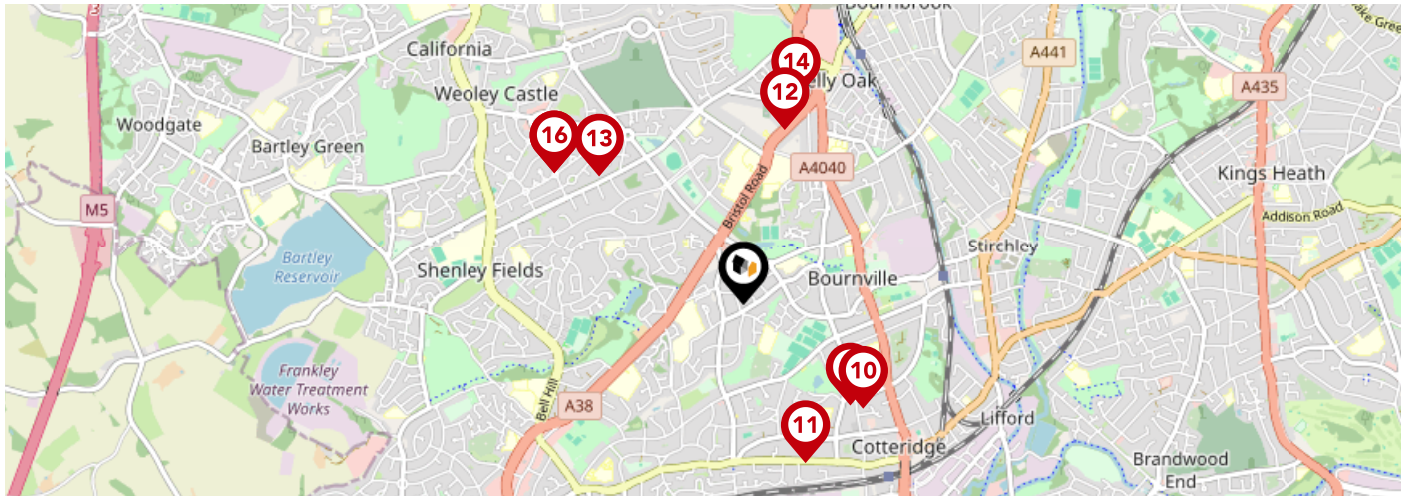 Bournbrook
California
14
A441
elly Oak
12
A435
Weoley Castle
Woodgate
16
13
Bartley Green
A4040
Kings Heath
Bristol Road
M5
Addison Road
Stirchley
Bartley
Reservoir
Shenley Fields
Bournville
Frankley
Water Treatment
Works
10
Bell Hill
A38
11
Lifford
Cotteridge
Brandwood
End